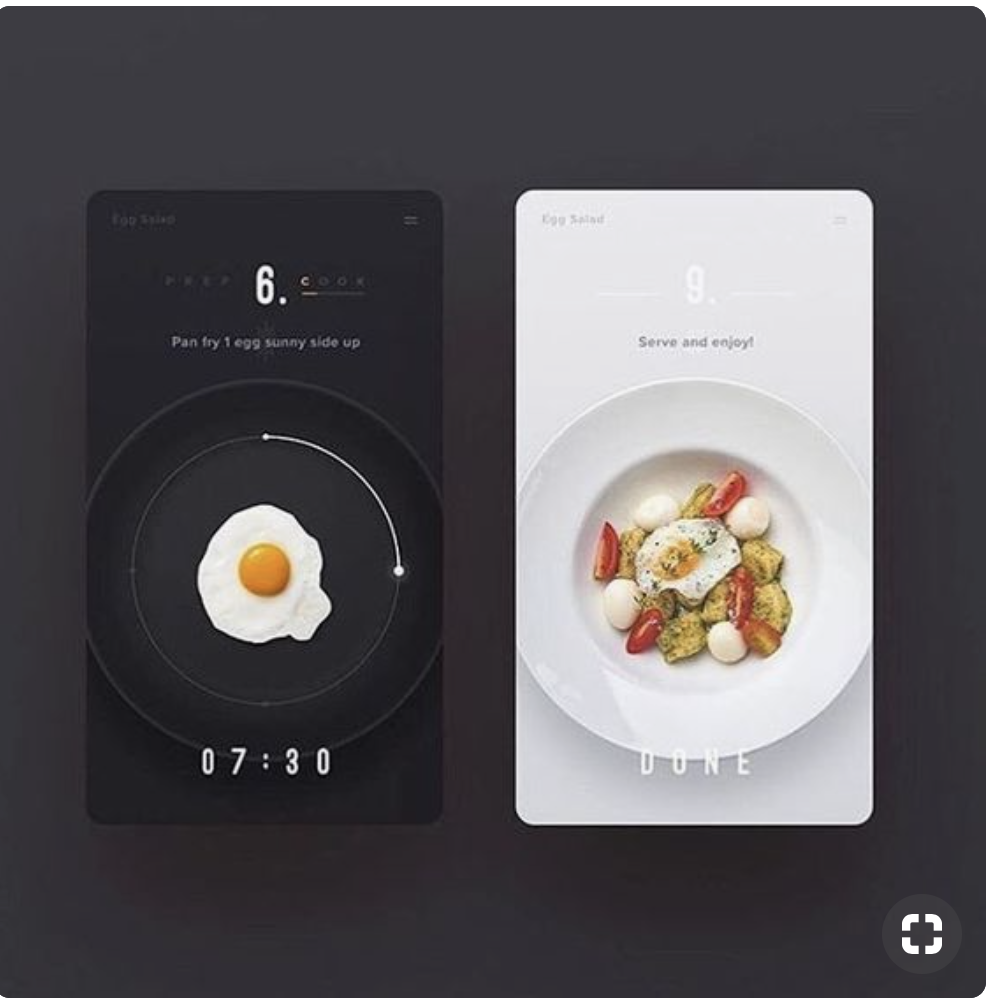 Egg Salad
PREP 6. COOK
Pan fry 1 egg sunny side up
07:30
Egg Salad
9.
Serve and enjoy!
DONE